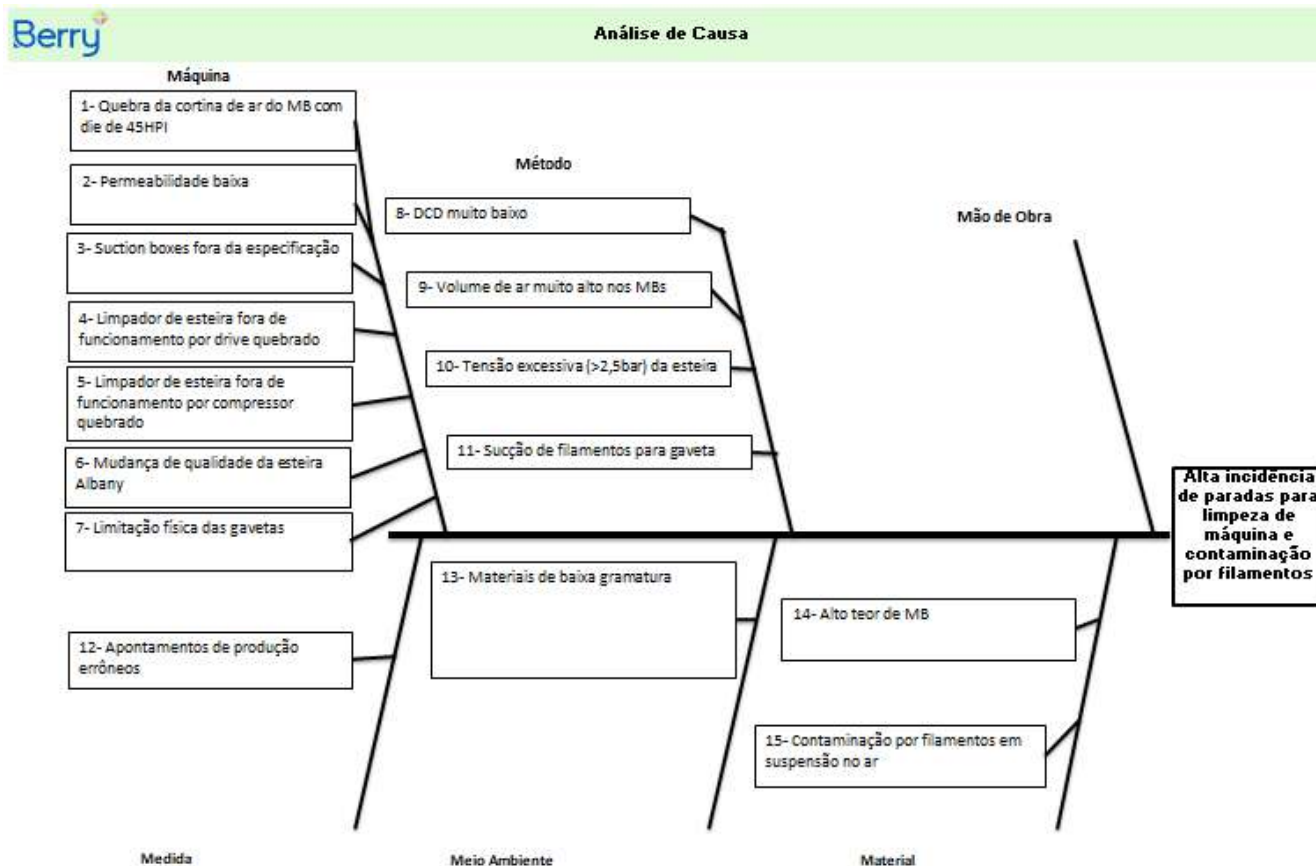 Berry
Análise de Causa
Máquina
1- Quebra da cortina de ar do MB com
die de 45HPI
2- Permeabilidade baixa
3- Suction boxes fora da especificação
4- Limpador de esteira fora de
funcionamento por drive quebrado
5- Limpador de esteira fora de
funcionamento por compressor
quebrado
6- Mudança de qualidade da esteira
Albany
7- Limitação física das gavetas
Método
8- DCD muito baixo
9- Volume de ar muito alto nos MBs
10- Tensão excessiva (>2,5bar) da esteira
11- Sucção de filamentos para gaveta
Mão de Obra
Alta incidência
de paradas para
limpeza de
máquina e
contaminação
por filamentos
12- Apontamentos de produção
errôneos
13- Materiais de baixa gramatura
14- Alto teor de MB
15- Contaminação por filamentos em
suspensão no ar
Medida
Meio Ambiente
Material